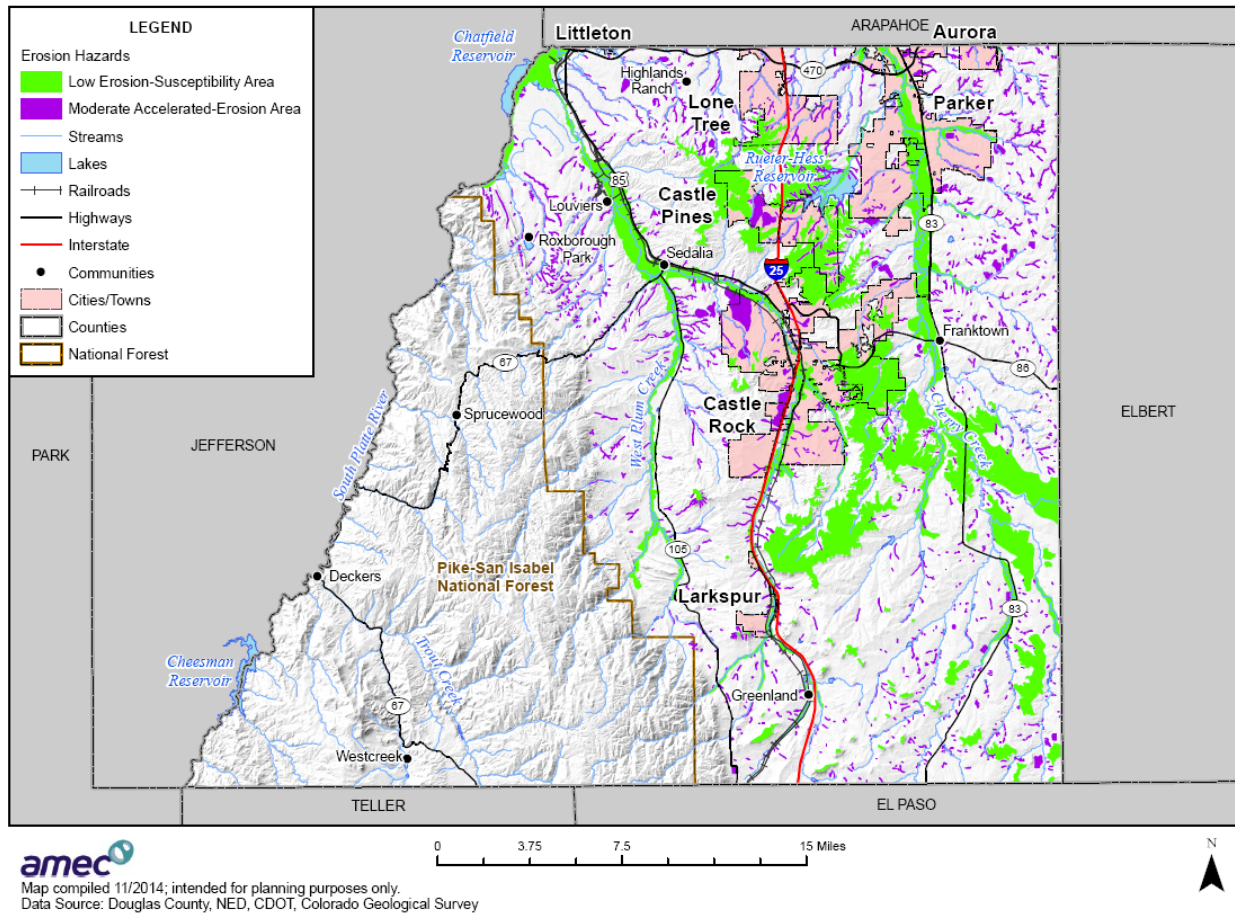 LEGEND
Erosion Hazards
Low Erosion-Susceptibility Area
Moderate Accelerated-Erosion Area
Streams
Lakes
Railroads
Highways
Interstate
Communities
Cities/Towns
Counties
National Forest
Chatfield
Reservoir
Littleton
ARAPAHOE
Aurora
470
Highlands
Ranch
Lone
Tree
Parker
Rueter-Hess
Reservoir
85
Louviers
Castle
Pines
83
Roxborough
Park
Sedalia
25
Franktown
67
86
Sprucewood
West Plum Creek
Castle
Rock
Cherry Creek
ELBERT
PARK
JEFFERSON
South Platte River
105
Pike-San Isabel
National Forest
Deckers
Larkspur
83
Cheesman
Reservoir
Trout Creek
Greenland
67
Westcreek
TELLER
EL PASO
amec
0 3.75 7.5 15 Miles
N
Map compiled 11/2014; intended for planning purposes only.
Data Source: Douglas County, NED, CDOT, Colorado Geological Survey